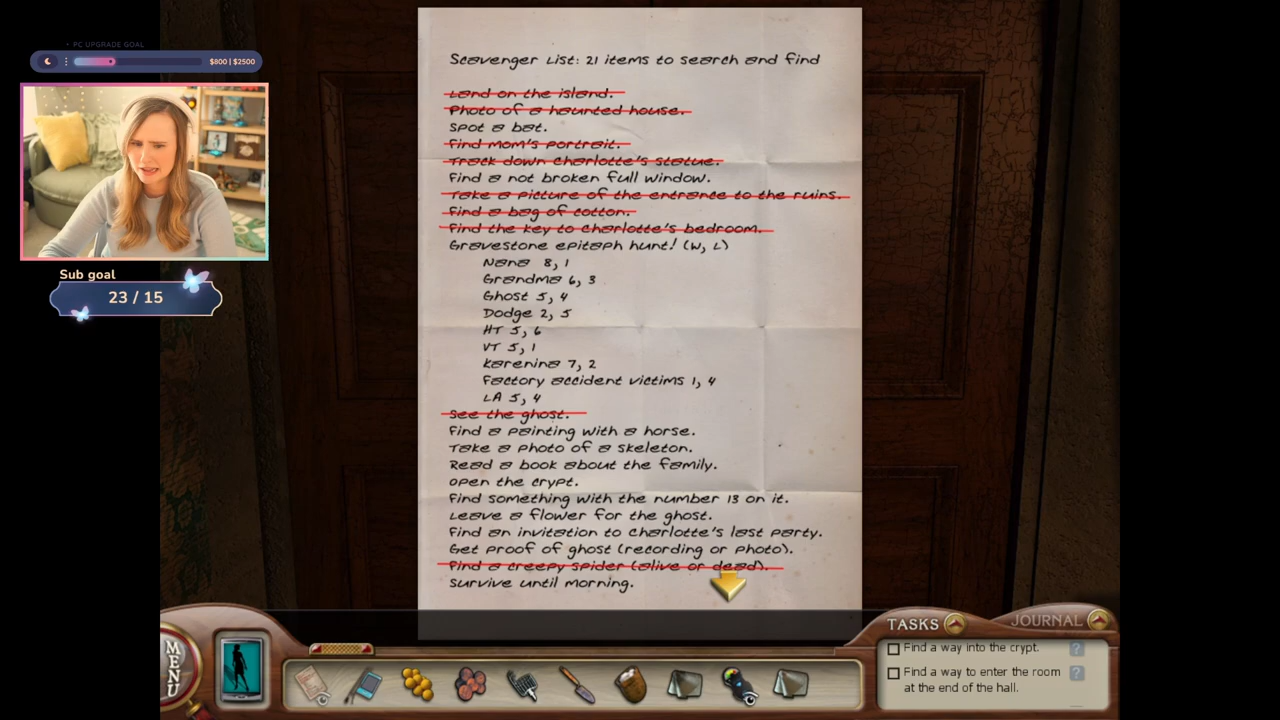 • PC UPGRADE GOAL
$800 | $2500
Sub goal
23 / 15
Scavenger List: 21 items to search and find
Land on the island.
Photo of a haunted house.
Spot a bat.
Find mom's portrait.
Track down Charlotte's statue.
Find a not broken full window.
Take a picture of the entrance to the ruins.
Find a bag of cotton.
Find the key to Charlotte's bedroom.
Gravestone epitaph hunt! (W, L)
Nana 8, 1
Grandma 6, 3
Ghost 5, 4
Dodge 2, 5
HT 5, 6
VT 5, 1
Karenina 7, 2
Factory accident victims 1, 4
LA 5, 4
See the ghost.
Find a painting with a horse.
Take a photo of a skeleton.
Read a book about the family.
Open the crypt.
Find something with the number 13 on it.
Leave a flower for the ghost.
Find an invitation to Charlotte's last party.
Get proof of ghost (recording or photo).
Find a creepy spider (alive or dead).
Survive until morning.
MENU
TASKS
JOURNAL
Find a way into the crypt. ?
Find a way to enter the room ?
at the end of the hall.